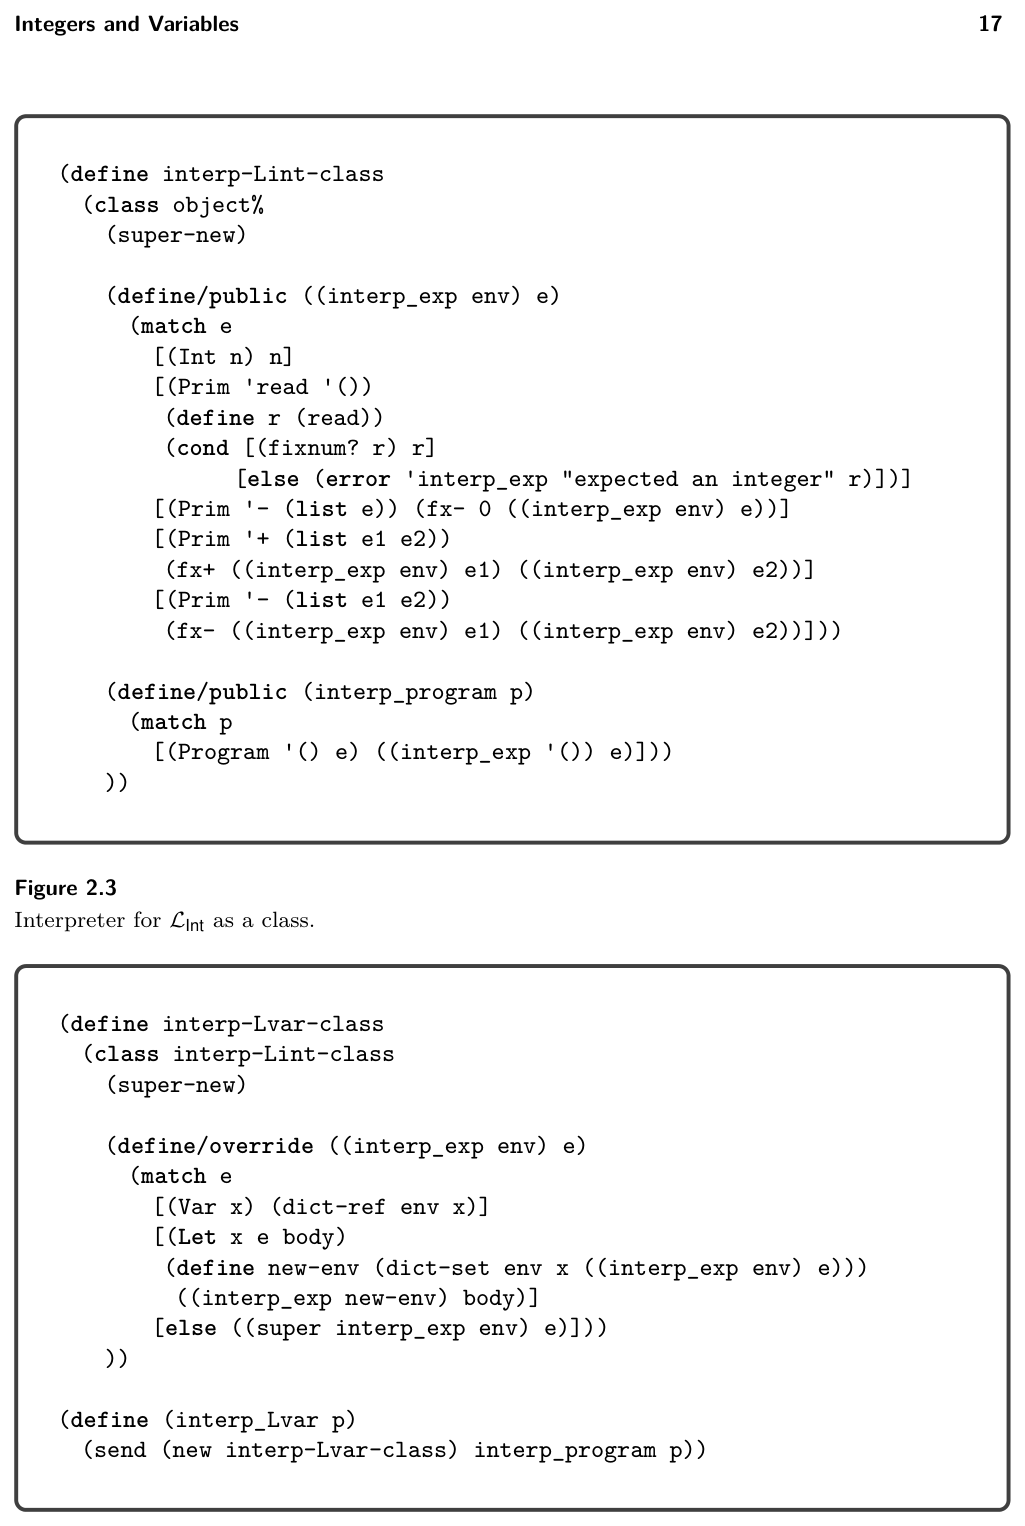 Integers and Variables 17
(define interp-Lint-class
  (class object%
    (super-new)

    (define/public ((interp_exp env) e)
      (match e
        [(Int n) n]
        [(Prim 'read '())
         (define r (read))
         (cond [(fixnum? r) r]
               [else (error 'interp_exp "expected an integer" r)])]
        [(Prim '- (list e)) (fx- 0 ((interp_exp env) e))]
        [(Prim '+ (list e1 e2))
         (fx+ ((interp_exp env) e1) ((interp_exp env) e2))]
        [(Prim '- (list e1 e2))
         (fx- ((interp_exp env) e1) ((interp_exp env) e2))]))

    (define/public (interp_program p)
      (match p
        [(Program '() e) ((interp_exp '()) e)]))
    ))
Figure 2.3
Interpreter for ℒInt as a class.
(define interp-Lvar-class
  (class interp-Lint-class
    (super-new)

    (define/override ((interp_exp env) e)
      (match e
        [(Var x) (dict-ref env x)]
        [(Let x e body)
         (define new-env (dict-set env x ((interp_exp env) e)))
          ((interp_exp new-env) body)]
        [else ((super interp_exp env) e)]))
    ))

(define (interp_Lvar p)
  (send (new interp-Lvar-class) interp_program p))